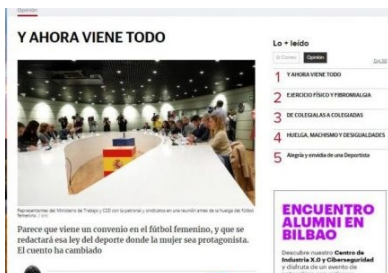 Opinión
Y AHORA VIENE TODO
Representantes del Ministerio de Trabajo y CSD con la patronal y sindicatos en una reunión antes de la huelga del fútbol
femenino. /
Parece que viene un convenio en el fútbol femenino, y que se
redactará esa ley del deporte donde la mujer sea protagonista.
El cuento ha cambiado
Lo + leído
El Correo
Opinión
1 Y AHORA VIENE TODO
2 EJERCICIO FÍSICO Y FIBROMIALGIA
3 DE COLEGIALAS A COLEGIADAS
4 HUELGA, MACHISMO Y DESIGUALDADES
5 Alegría y envidia de una Deportista
ENCUENTRO
ALUMNI EN
BILBAO
Descubre nuestro Centro de
Industria X.0 y Ciberseguridad
y disfruta de un evento de